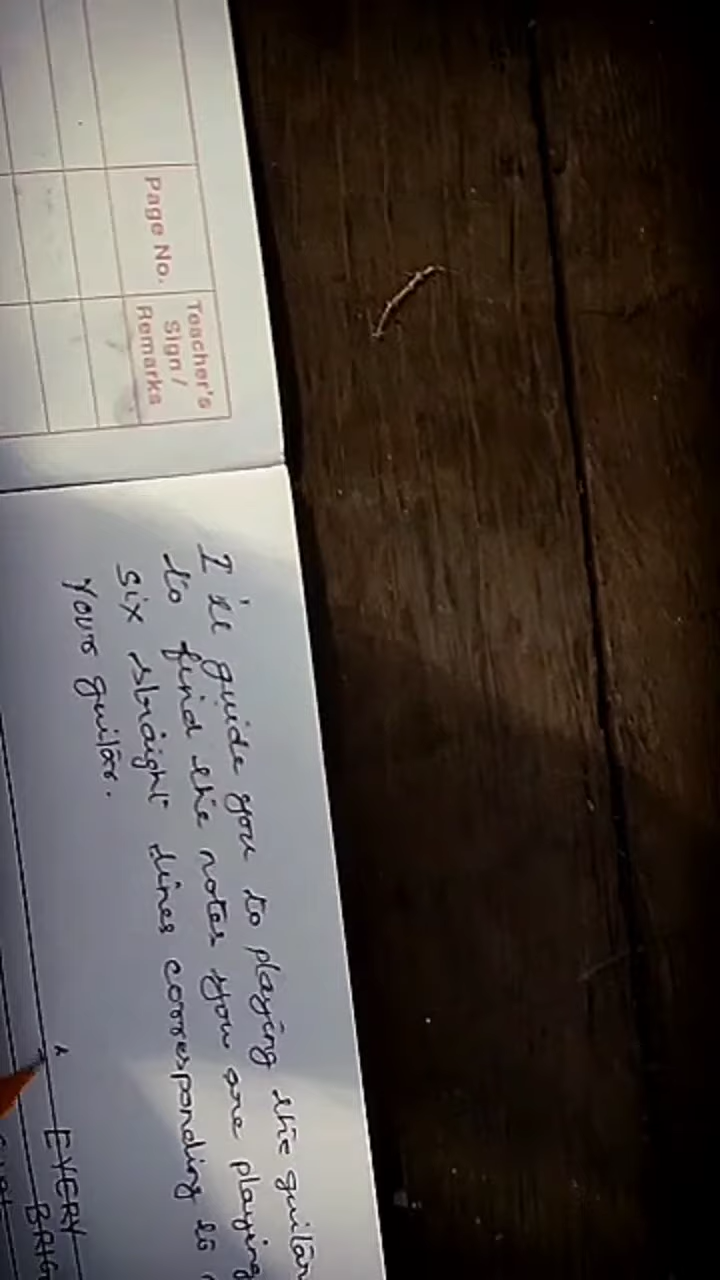 Page No.
Teacher's
Sign /
Remarks
I'll guide you to playing the guitar
to find the notes you are playing
six straight lines corresponding to
Your guitar.
EVERY